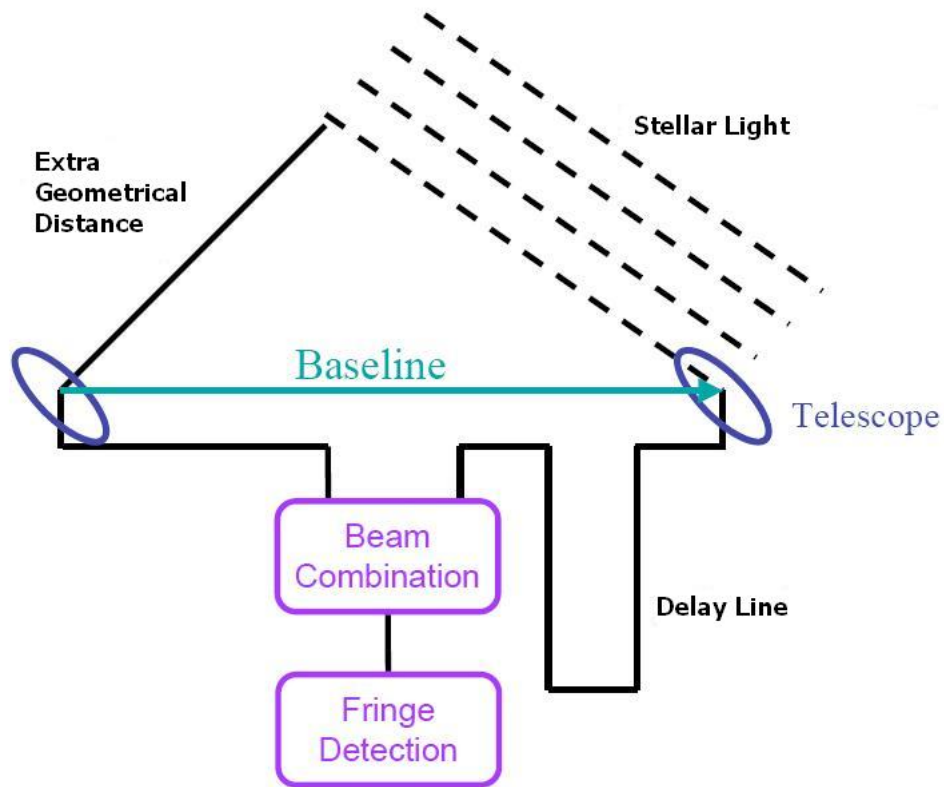 Stellar Light
Extra
Geometrical
Distance
Baseline
Telescope
Beam
Combination
Delay Line
Fringe
Detection